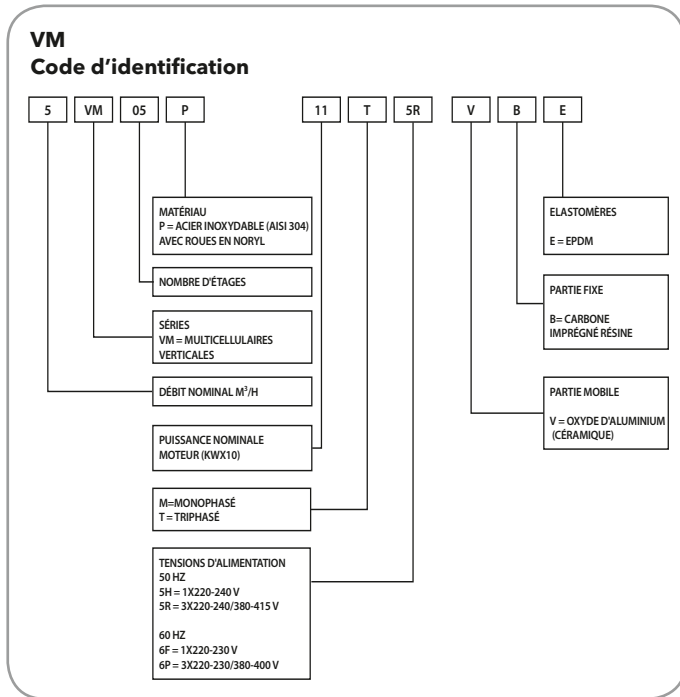 VM
Code d'identification
5 VM 05 P 11 T 5R V B E
MATÉRIAU
P = ACIER INOXYDABLE (AISI 304)
AVEC ROUES EN NORYL
NOMBRE D'ÉTAGES
SÉRIES
VM = MULTICELLULAIRES
VERTICALES
DÉBIT NOMINAL M³/H
PUISSANCE NOMINALE
MOTEUR (KWX10)
M=MONOPHASÉ
T = TRIPHASÉ
TENSIONS D'ALIMENTATION
50 HZ
5H = 1X220-240 V
5R = 3X220-240/380-415 V
60 HZ
6F = 1X220-230 V
6P = 3X220-230/380-400 V
ELASTOMÈRES
E = EPDM
PARTIE FIXE
B= CARBONE
IMPRÉGNÉ RÉSINE
PARTIE MOBILE
V = OXYDE D'ALUMINIUM
(CÉRAMIQUE)